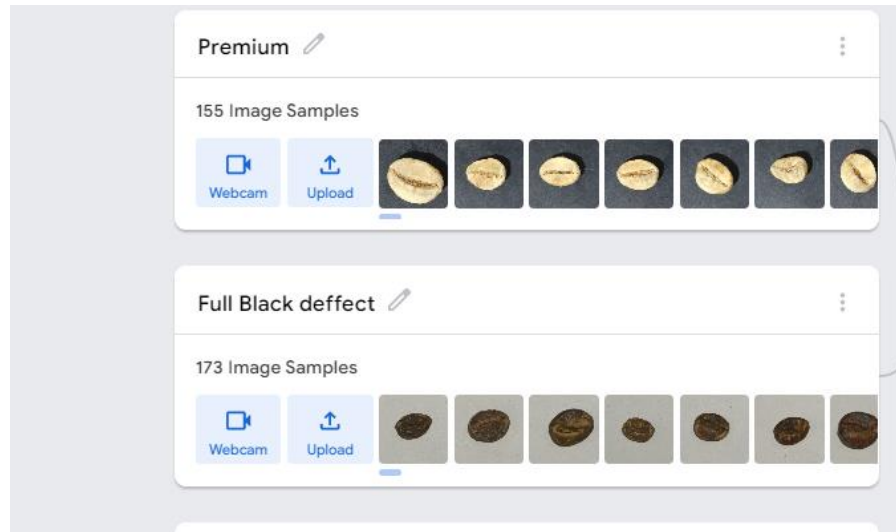 Premium
155 Image Samples
Webcam
Upload
Full Black deffect
173 Image Samples
Webcam
Upload